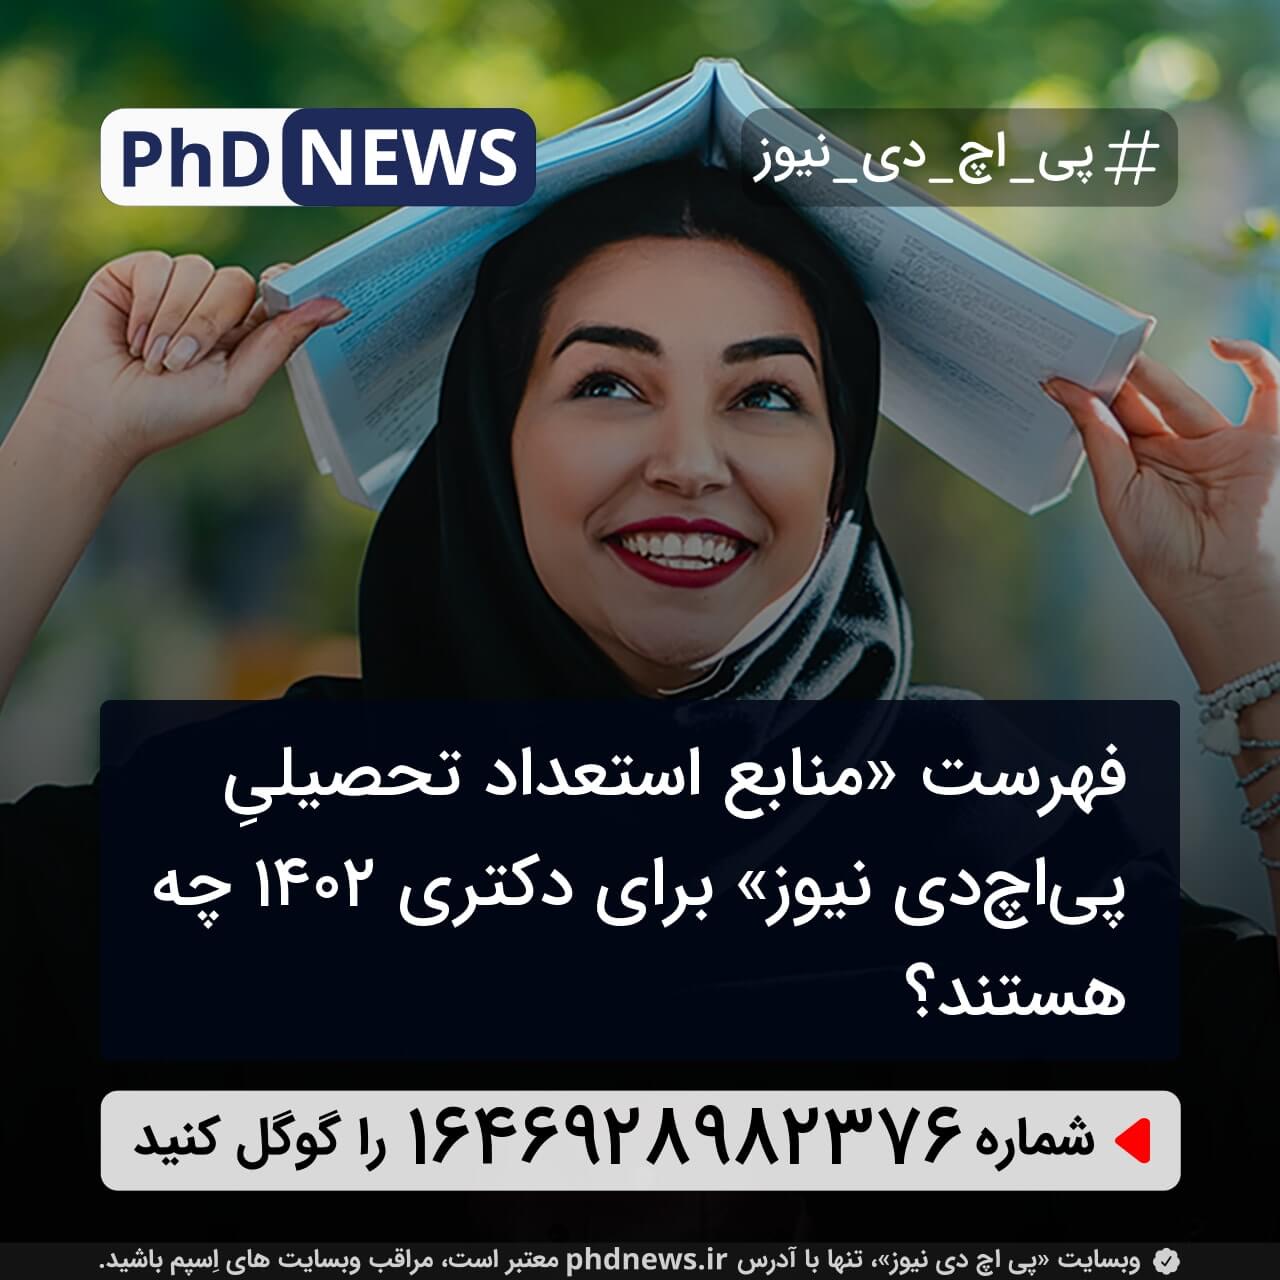 PhD NEWS
#پی_اچ_دی_نیوز
فهرست «منابع استعداد تحصیلیِ
پی‌اچ‌دی نیوز» برای دکتری ۱۴۰۲ چه
هستند؟
شماره ۱۶۴۶۹۲۸۹۸۲۳۷۶ را گوگل کنید
وبسایت «پی اچ دی نیوز»، تنها با آدرس phdnews.ir معتبر است، مراقب وبسایت های اِسپم باشید.